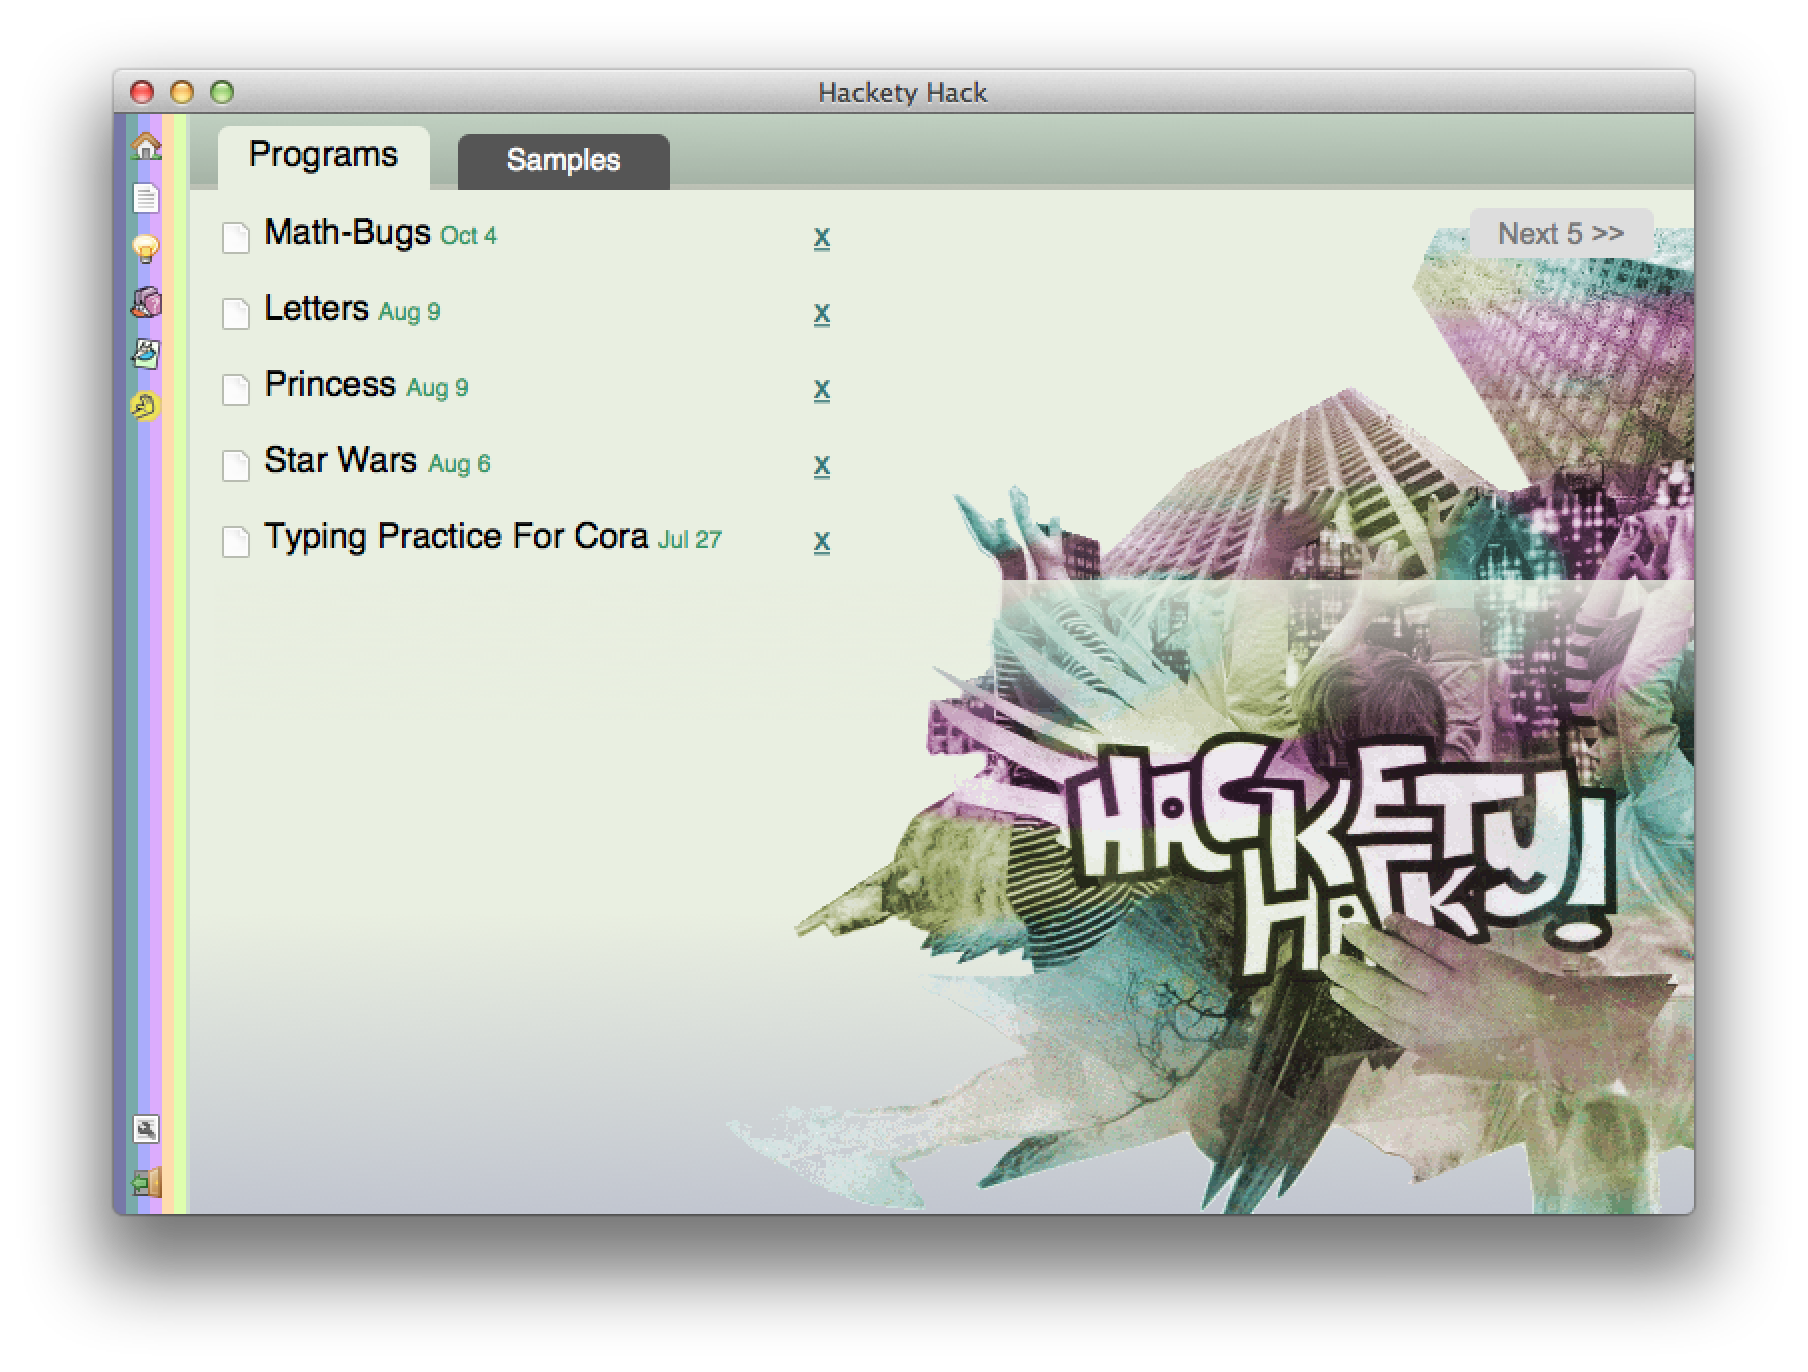 Hackety Hack
Programs
Samples
Math-Bugs Oct 4 x
Next 5 >>
Letters Aug 9 x
Princess Aug 9 x
Star Wars Aug 6 x
Typing Practice For Cora Jul 27 x
HACKETY
HACK!